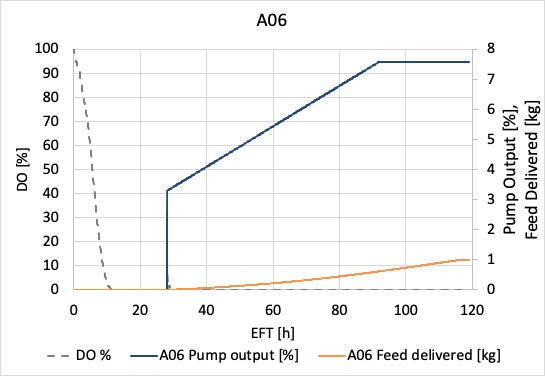 A06
100
90
80
70
60
50
40
30
20
10
0
DO [%]
8
7
6
5
4
3
2
1
0
Pump Output [%],
Feed Delivered [kg]
0 20 40 60 80 100 120
EFT [h]
DO % A06 Pump output [%] A06 Feed delivered [kg]